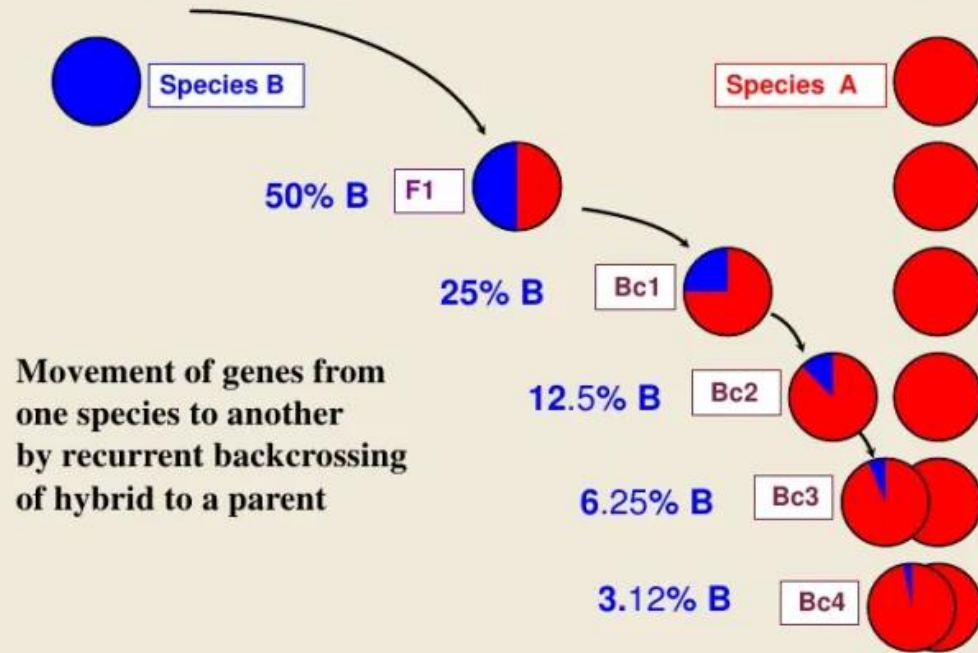 Species B
Species A
50% B
F1
25% B
Bc1
Movement of genes from
one species to another
by recurrent backcrossing
of hybrid to a parent
12.5% B
Bc2
6.25% B
Bc3
3.12% B
Bc4